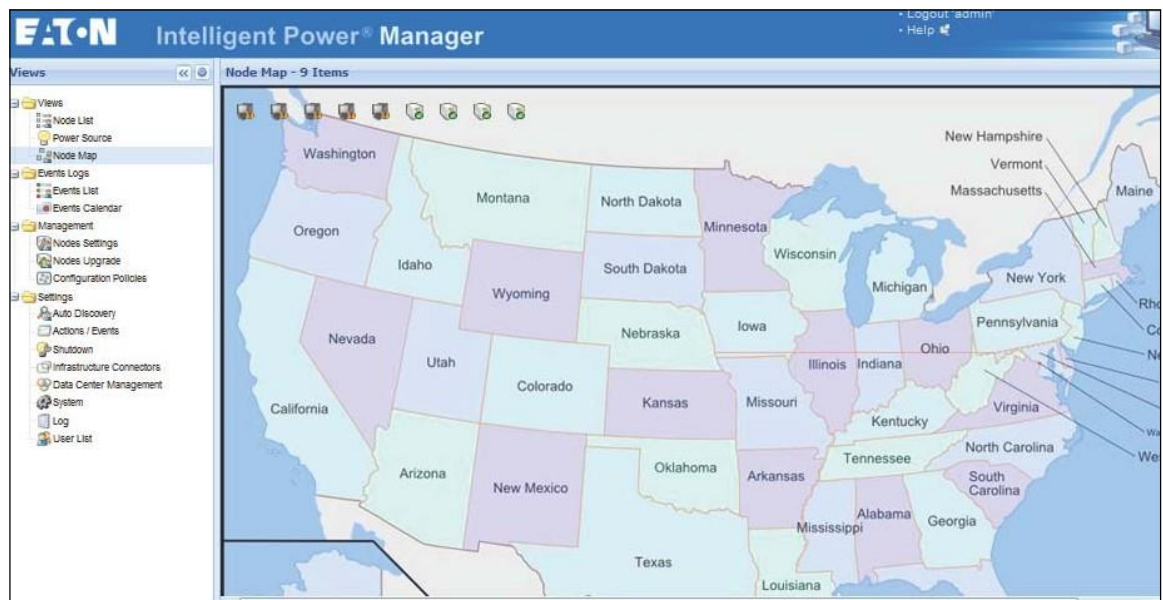 • Logout admin
EATON Intelligent Power® Manager
• Help
Views
Node Map - 9 Items
Views
Node List
Power Source
Node Map
Events Logs
Events List
Events Calendar
Management
Nodes Settings
Nodes Upgrade
Configuration Policies
Settings
Auto Discovery
Actions / Events
Shutdown
Infrastructure Connectors
Data Center Management
System
Log
User List
New Hampshire
Washington
Vermont
Massachusetts
Maine
Montana
North Dakota
Minnesota
Oregon
Wisconsin
Idaho
South Dakota
New York
Michigan
Wyoming
Pennsylvania
Iowa
Nebraska
Nevada
Ohio
Utah
Illinois
Indiana
Colorado
Kansas
Missouri
California
Virginia
Kentucky
North Carolina
Tennessee
Oklahoma
Arizona
Arkansas
South
Carolina
New Mexico
Alabama
Georgia
Mississippi
Texas
Louisiana